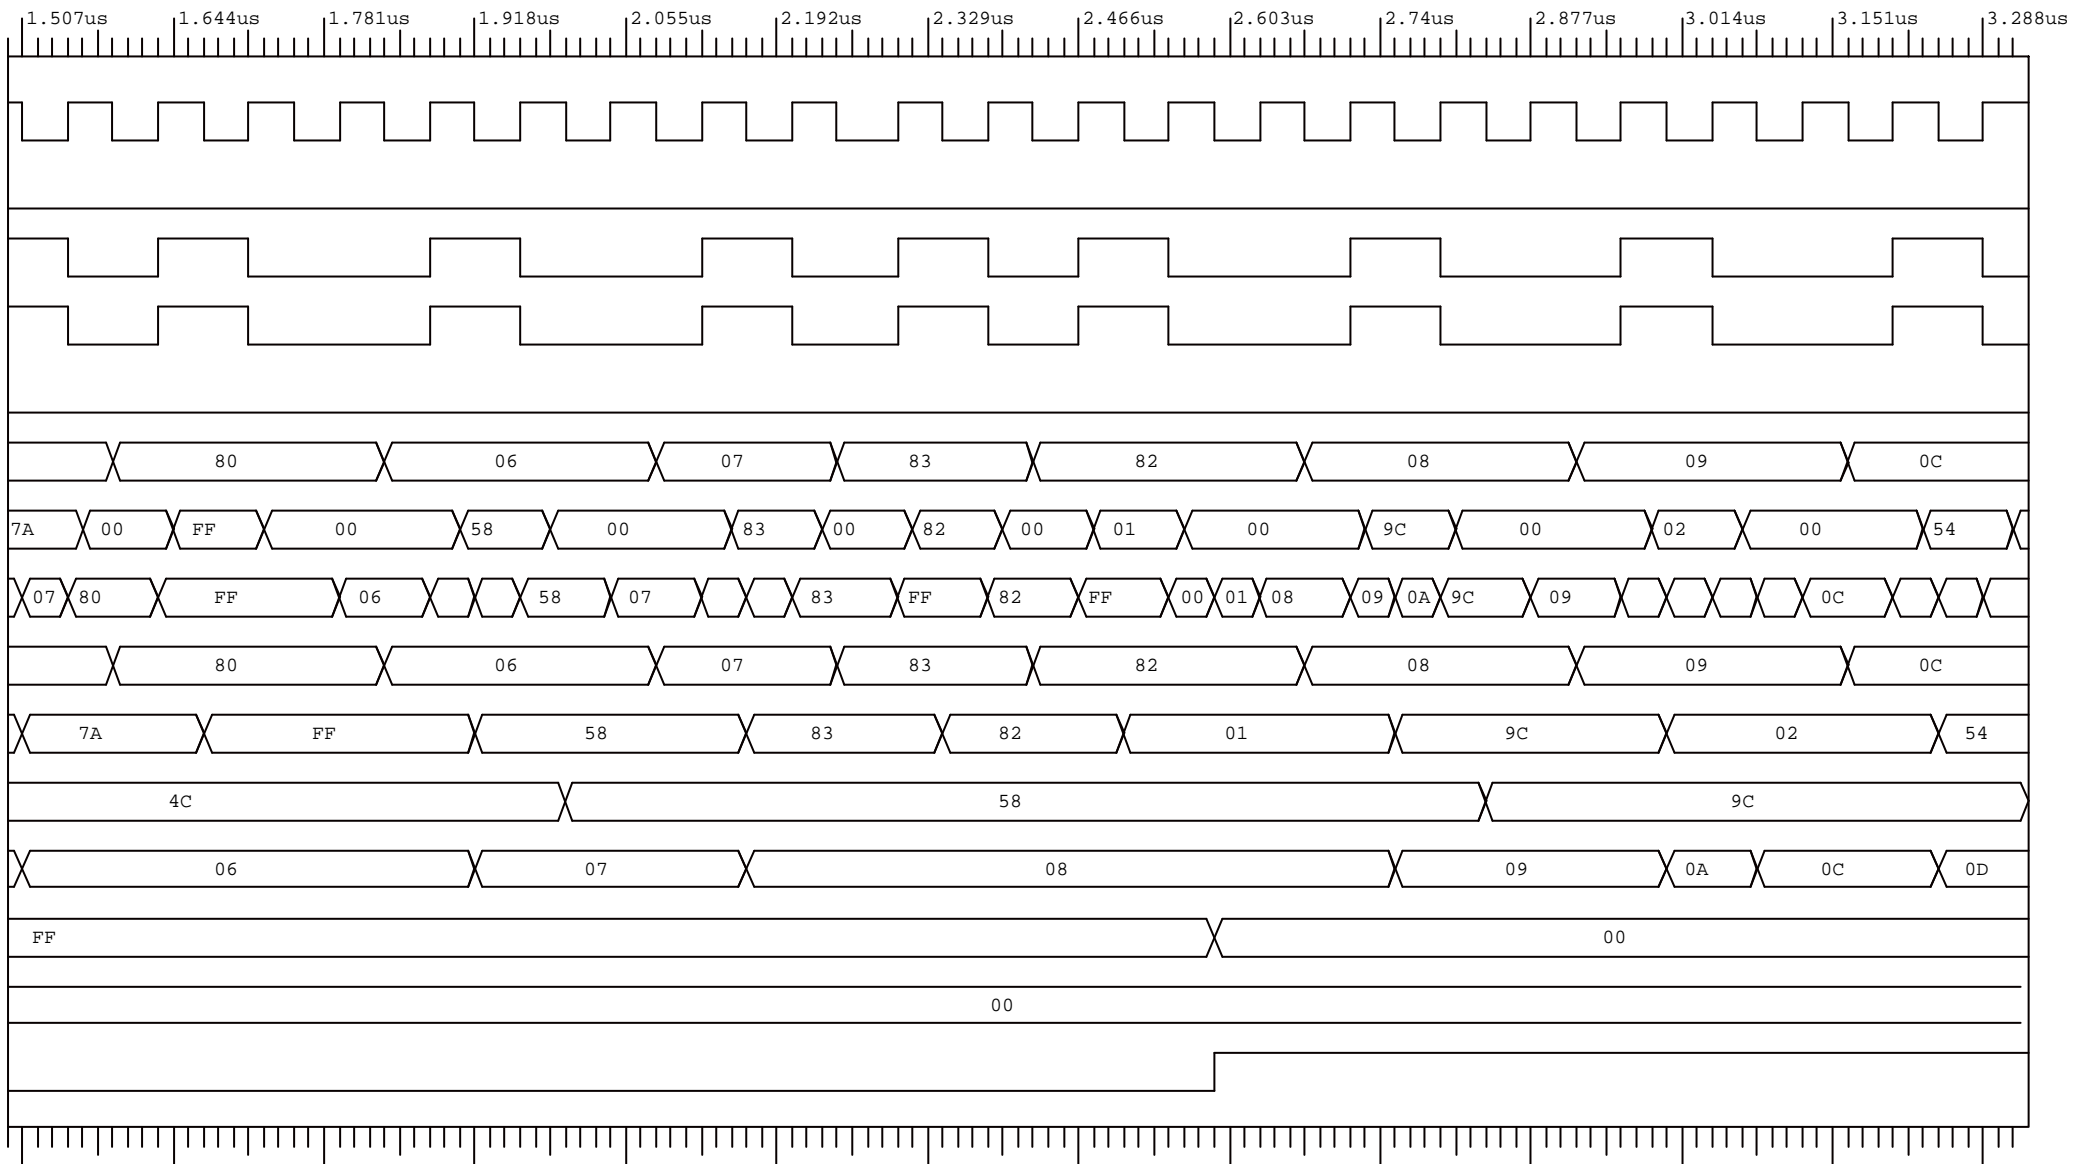 1.507us 1.644us 1.781us 1.918us 2.055us 2.192us 2.329us 2.466us 2.603us 2.74us 2.877us 3.014us 3.151us 3.288us
80 06 07 83 82 08 09 0C
7A 00 FF 00 58 00 83 00 82 00 01 00 9C 00 02 00 54
07 80 FF 06 58 07 83 FF 82 FF 00 01 08 09 0A 9C 09 0C
80 06 07 83 82 08 09 0C
7A FF 58 83 82 01 9C 02 54
4C 58 9C
06 07 08 09 0A 0C 0D
FF 00
00